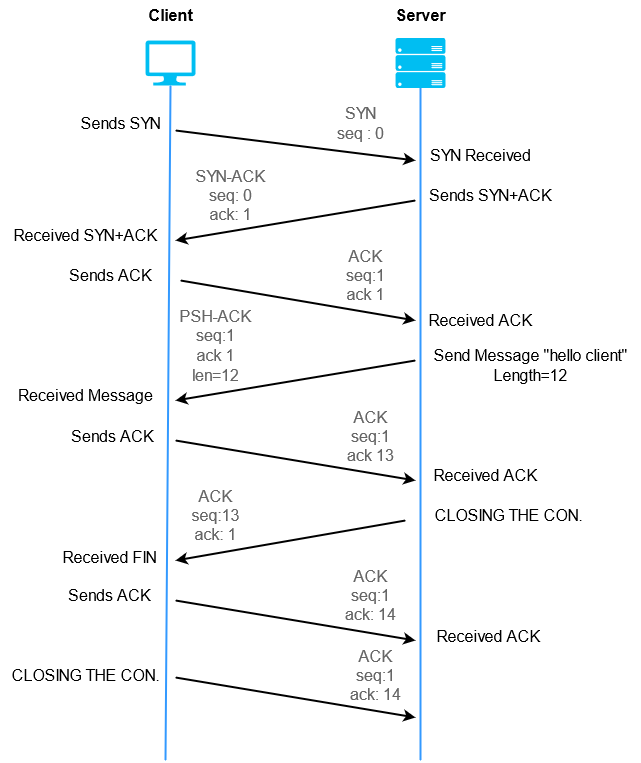 Client
Server
Sends SYN
SYN
seq : 0
SYN Received
SYN-ACK
seq: 0
ack: 1
Sends SYN+ACK
Received SYN+ACK
Sends ACK
ACK
seq:1
ack 1
Received ACK
PSH-ACK
seq:1
ack 1
len=12
Send Message "hello client"
Length=12
Received Message
Sends ACK
ACK
seq:1
ack 13
Received ACK
ACK
seq:13
ack: 1
CLOSING THE CON.
Received FIN
Sends ACK
ACK
seq:1
ack: 14
Received ACK
CLOSING THE CON.
ACK
seq:1
ack: 14